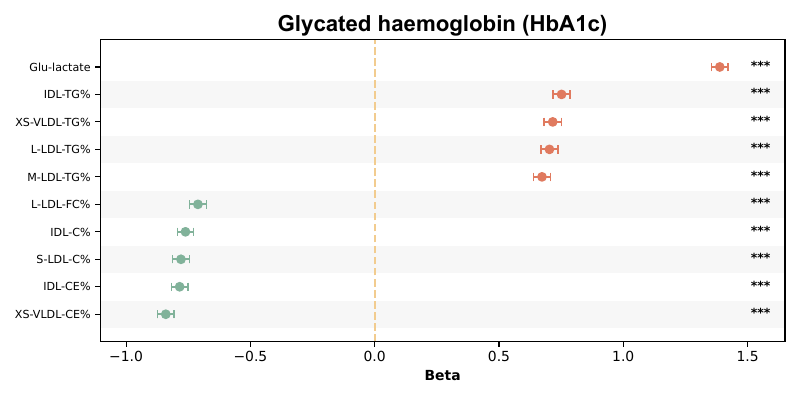 Glycated haemoglobin (HbA1c)
Glu-lactate ***
IDL-TG% ***
XS-VLDL-TG% ***
L-LDL-TG% ***
M-LDL-TG% ***
L-LDL-FC% ***
IDL-C% ***
S-LDL-C% ***
IDL-CE% ***
XS-VLDL-CE% ***
−1.0 −0.5 0.0 0.5 1.0 1.5
Beta